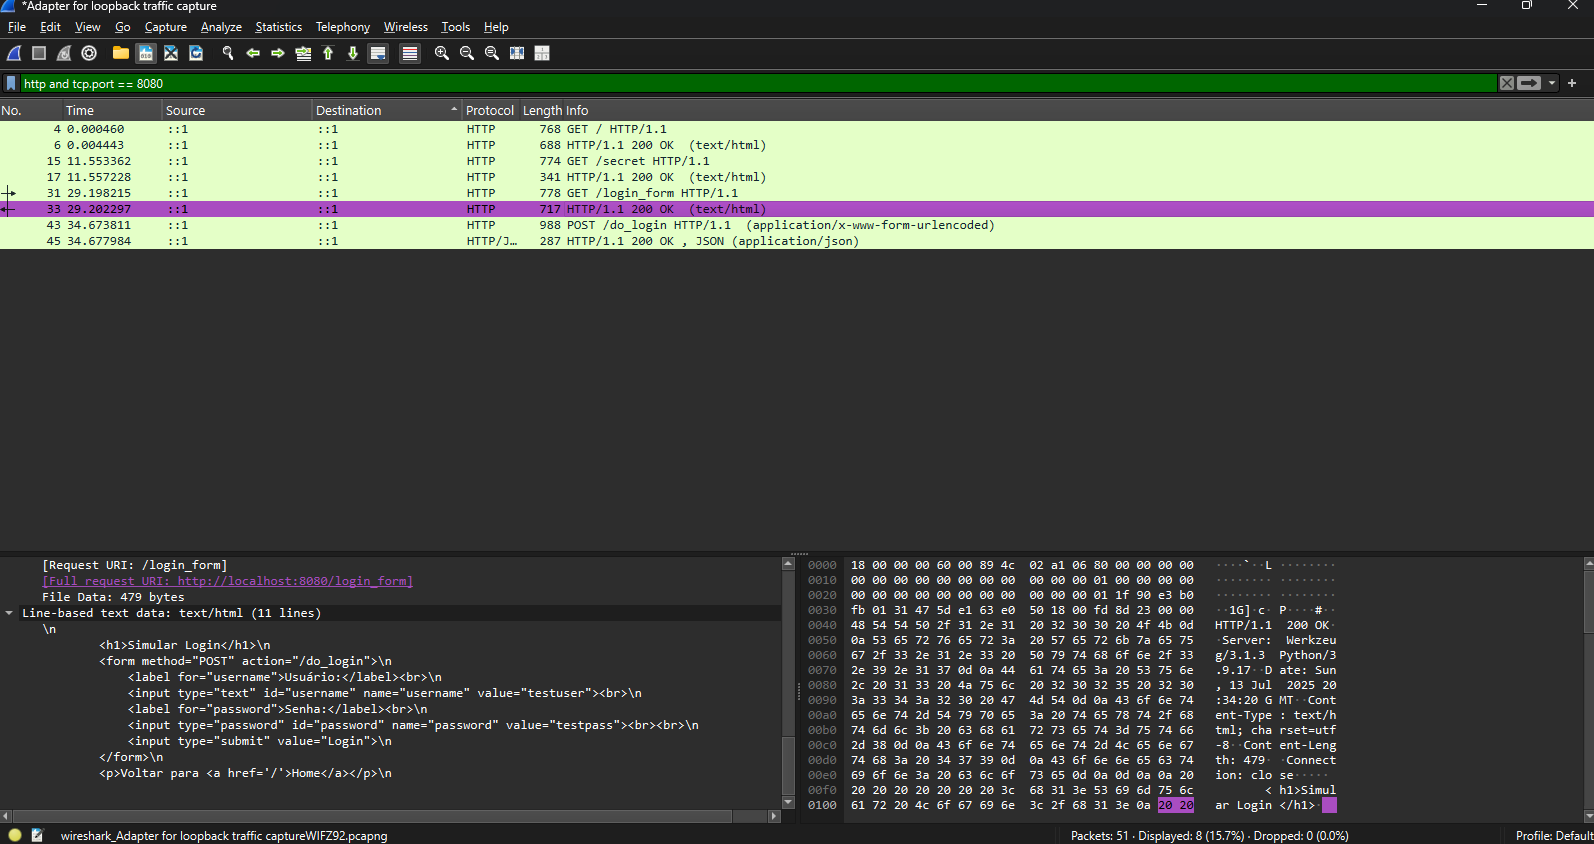 *Adapter for loopback traffic capture
File Edit View Go Capture Analyze Statistics Telephony Wireless Tools Help
http and tcp.port == 8080
No. Time Source Destination Protocol Length Info
4 0.000460 ::1 ::1 HTTP 768 GET / HTTP/1.1
6 0.004443 ::1 ::1 HTTP 688 HTTP/1.1 200 OK (text/html)
15 11.553362 ::1 ::1 HTTP 774 GET /secret HTTP/1.1
17 11.557228 ::1 ::1 HTTP 341 HTTP/1.1 200 OK (text/html)
31 29.198215 ::1 ::1 HTTP 778 GET /login_form HTTP/1.1
33 29.202297 ::1 ::1 HTTP 717 HTTP/1.1 200 OK (text/html)
43 34.673811 ::1 ::1 HTTP 988 POST /do_login HTTP/1.1 (application/x-www-form-urlencoded)
45 34.677984 ::1 ::1 HTTP/J… 287 HTTP/1.1 200 OK , JSON (application/json)
[Request URI: /login_form]
[Full request URI: http://localhost:8080/login_form]
File Data: 479 bytes
Line-based text data: text/html (11 lines)
\n
<h1>Simular Login</h1>\n
<form method="POST" action="/do_login">\n
<label for="username">Usuário:</label><br>\n
<input type="text" id="username" name="username" value="testuser"><br>\n
<label for="password">Senha:</label><br>\n
<input type="password" id="password" name="password" value="testpass"><br><br>\n
<input type="submit" value="Login">\n
</form>\n
<p>Voltar para <a href='/'>Home</a></p>\n
0000 18 00 00 00 60 00 89 4c 02 a1 06 80 00 00 00 00 ····`··L ········
0010 00 00 00 00 00 00 00 00 00 00 00 01 00 00 00 00 ········ ········
0020 00 00 00 00 00 00 00 00 00 00 00 01 1f 90 e3 b0 ········ ········
0030 fb 01 31 47 5d e1 63 e0 50 18 00 fd 8d 23 00 00 ··1G]·c· P····#··
0040 48 54 54 50 2f 31 2e 31 20 32 30 30 20 4f 4b 0d HTTP/1.1 200 OK·
0050 0a 53 65 72 76 65 72 3a 20 57 65 72 6b 7a 65 75 ·Server: Werkzeu
0060 67 2f 33 2e 31 2e 33 20 50 79 74 68 6f 6e 2f 33 g/3.1.3 Python/3
0070 2e 39 2e 31 37 0d 0a 44 61 74 65 3a 20 53 75 6e .9.17··D ate: Sun
0080 2c 20 31 33 20 4a 75 6c 20 32 30 32 35 20 32 30 , 13 Jul 2025 20
0090 3a 33 34 3a 32 30 20 47 4d 54 0d 0a 43 6f 6e 74 :34:20 G MT··Cont
00a0 65 6e 74 2d 54 79 70 65 3a 20 74 65 78 74 2f 68 ent-Type : text/h
00b0 74 6d 6c 3b 20 63 68 61 72 73 65 74 3d 75 74 66 tml; cha rset=utf
00c0 2d 38 0d 0a 43 6f 6e 74 65 6e 74 2d 4c 65 6e 67 -8··Cont ent-Leng
00d0 74 68 3a 20 34 37 39 0d 0a 43 6f 6e 6e 65 63 74 th: 479· ·Connect
00e0 69 6f 6e 3a 20 63 6c 6f 73 65 0d 0a 0d 0a 0a 20 ion: clo se·····
00f0 20 20 20 20 20 20 20 3c 68 31 3e 53 69 6d 75 6c < h1>Simul
0100 61 72 20 4c 6f 67 69 6e 3c 2f 68 31 3e 0a 20 20 ar Login </h1>·
wireshark_Adapter for loopback traffic captureWIFZ92.pcapng
Packets: 51 · Displayed: 8 (15.7%) · Dropped: 0 (0.0%)
Profile: Default